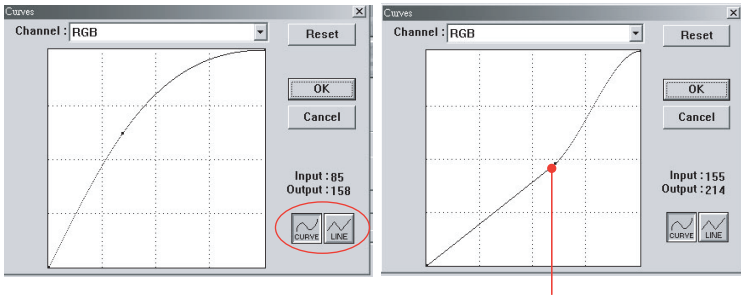 Curves
Channel : RGB
Reset
OK
Cancel
Input :85
Output :158
CURVE LINE
Curves
Channel : RGB
Reset
OK
Cancel
Input :155
Output :214
CURVE LINE